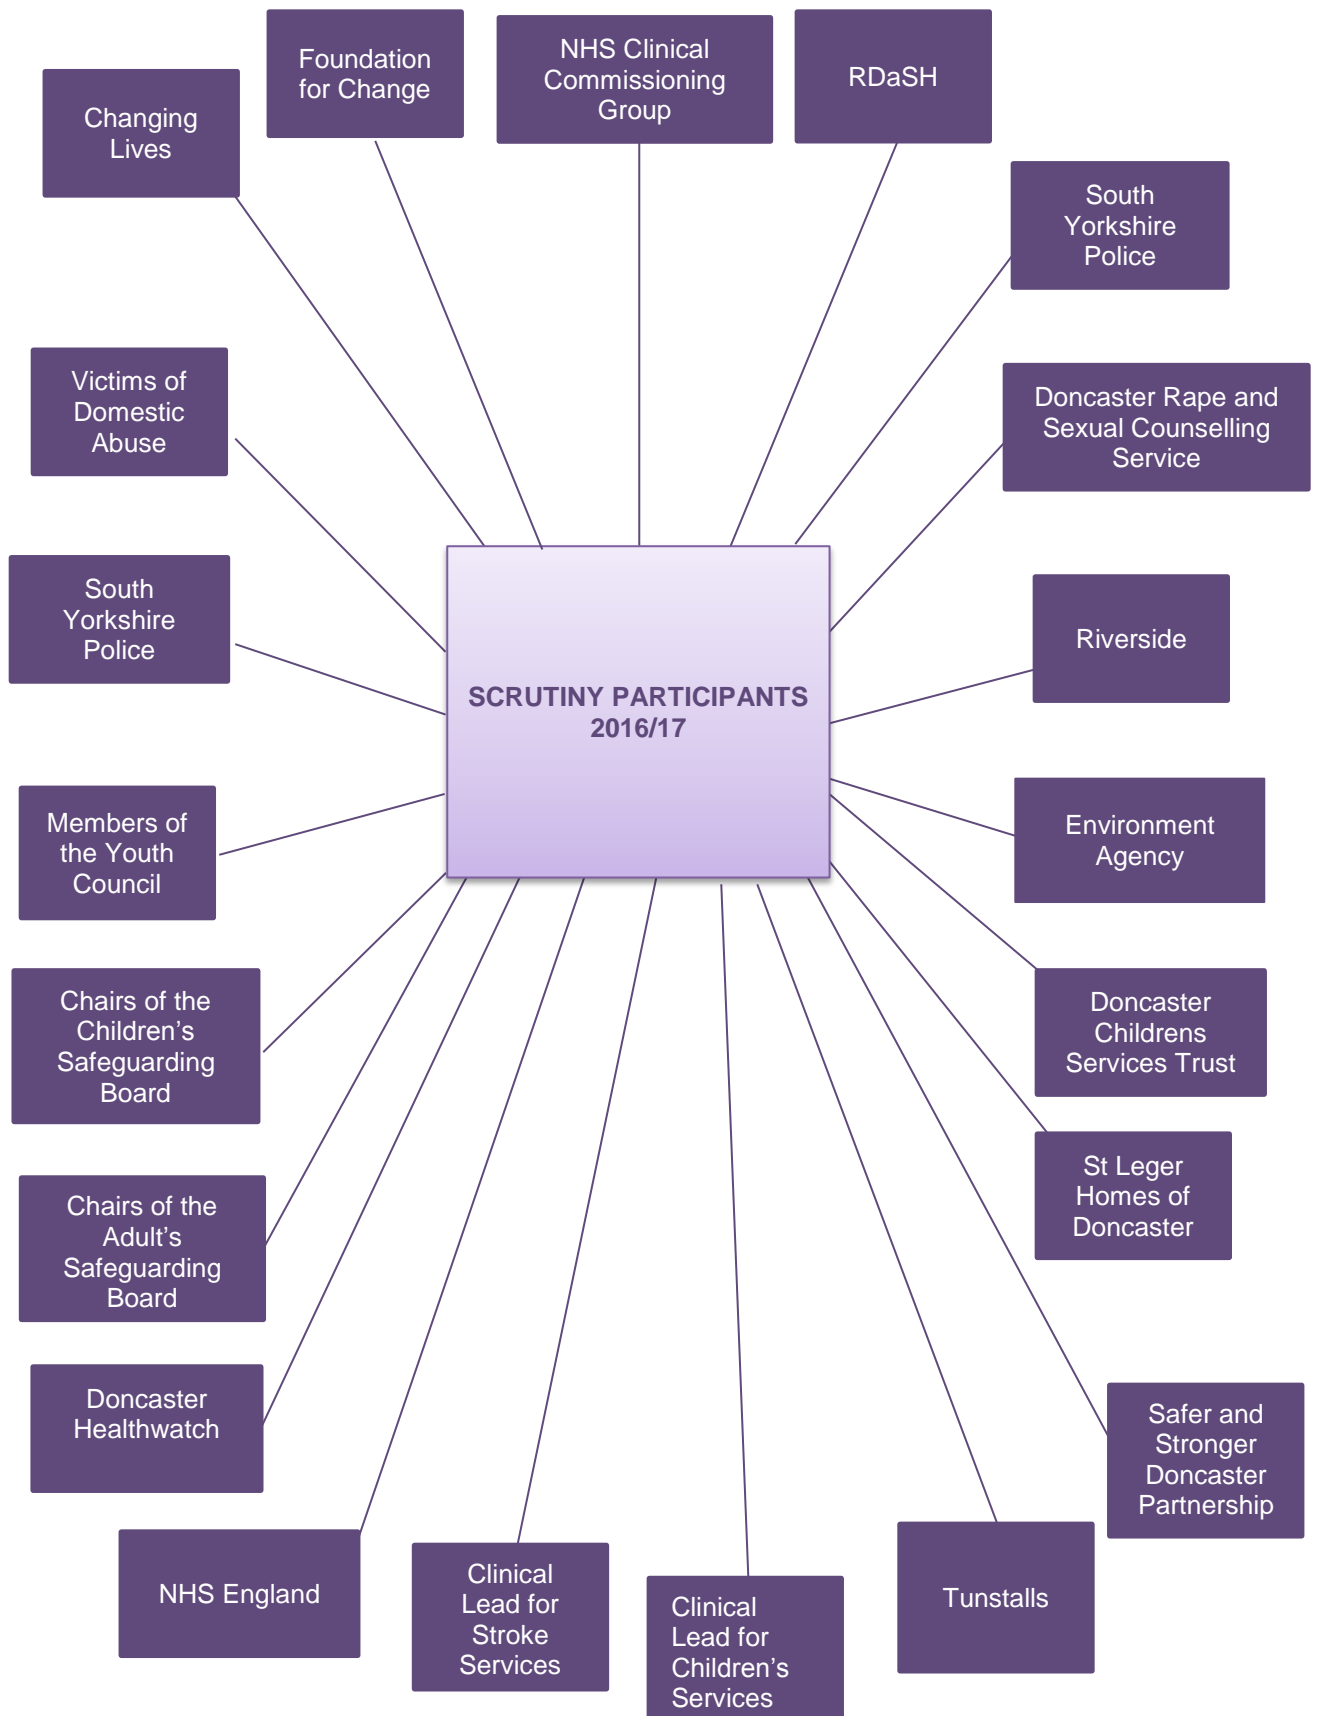 Foundation
for Change
NHS Clinical
Commissioning
Group
RDaSH
Changing
Lives
South
Yorkshire
Police
Victims of
Domestic
Abuse
Doncaster Rape and
Sexual Counselling
Service
South
Yorkshire
Police
Riverside
SCRUTINY PARTICIPANTS
2016/17
Members of
the Youth
Council
Environment
Agency
Chairs of the
Children’s
Safeguarding
Board
Doncaster
Childrens
Services Trust
St Leger
Homes of
Doncaster
Chairs of the
Adult’s
Safeguarding
Board
Doncaster
Healthwatch
Safer and
Stronger
Doncaster
Partnership
NHS England
Clinical
Lead for
Stroke
Services
Clinical
Lead for
Children’s
Services
Tunstalls